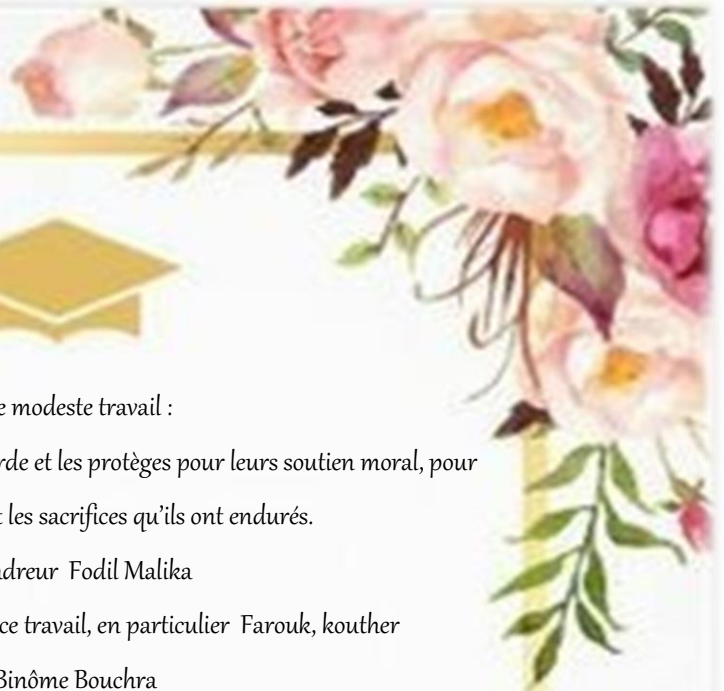 e modeste travail :
rde et les protèges pour leurs soutien moral, pour
t les sacrifices qu'ils ont endurés.
dreur Fodil Malika
ce travail, en particulier Farouk, kouther
Binôme Bouchra